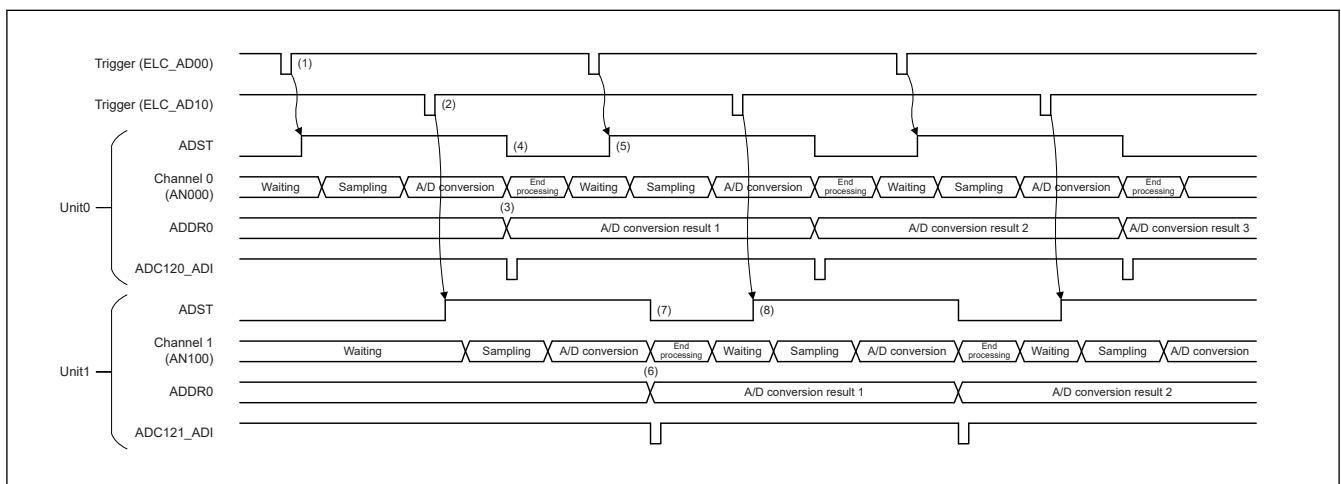 Trigger (ELC_AD00)
(1)
Trigger (ELC_AD10)
(2)
Unit0
ADST
(4)
(5)
Channel 0
(AN000)
Waiting
Sampling
A/D conversion
End
processing
Waiting
Sampling
A/D conversion
End
processing
Waiting
Sampling
A/D conversion
End
processing
(3)
ADDR0
A/D conversion result 1
A/D conversion result 2
A/D conversion result 3
ADC120_ADI
Unit1
ADST
(7)
(8)
Channel 1
(AN100)
Waiting
Sampling
A/D conversion
End
processing
Waiting
Sampling
A/D conversion
End
processing
Waiting
Sampling
A/D conversion
(6)
ADDR0
A/D conversion result 1
A/D conversion result 2
ADC121_ADI